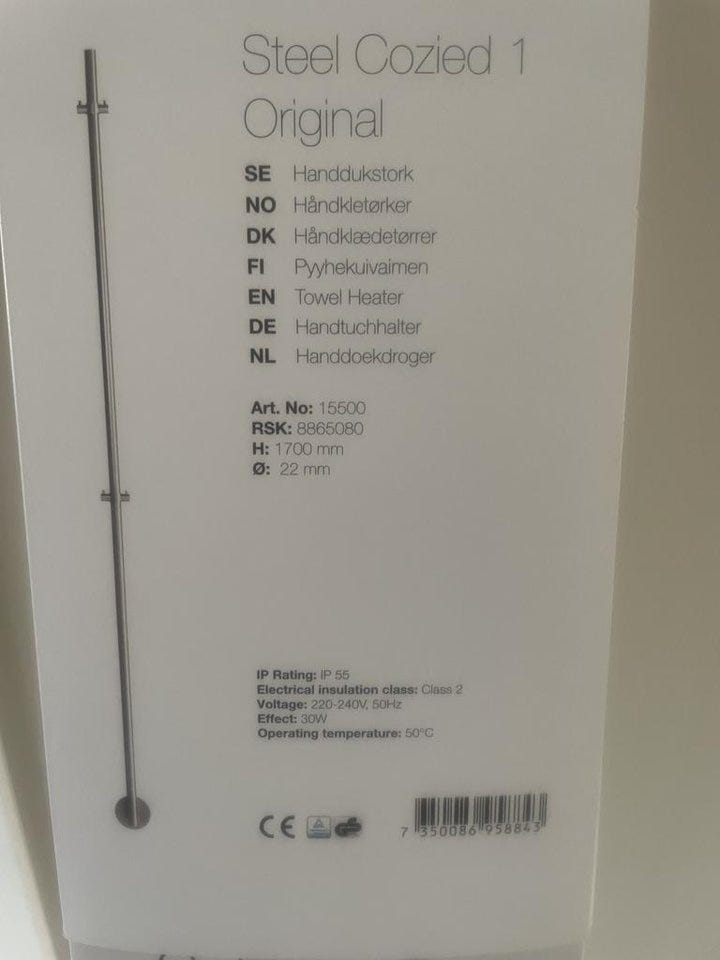 Steel Cozied 1
Original
SE Handdukstork
NO Håndkletørker
DK Håndklædetørrer
FI Pyyhekuivaimen
EN Towel Heater
DE Handtuchhalter
NL Handdoekdroger
Art. No: 15500
RSK: 8865080
H: 1700 mm
Ø: 22 mm
IP Rating: IP 55
Electrical insulation class: Class 2
Voltage: 220-240V, 50Hz
Effect: 30W
Operating temperature: 50°C
CE
7 350086 958843